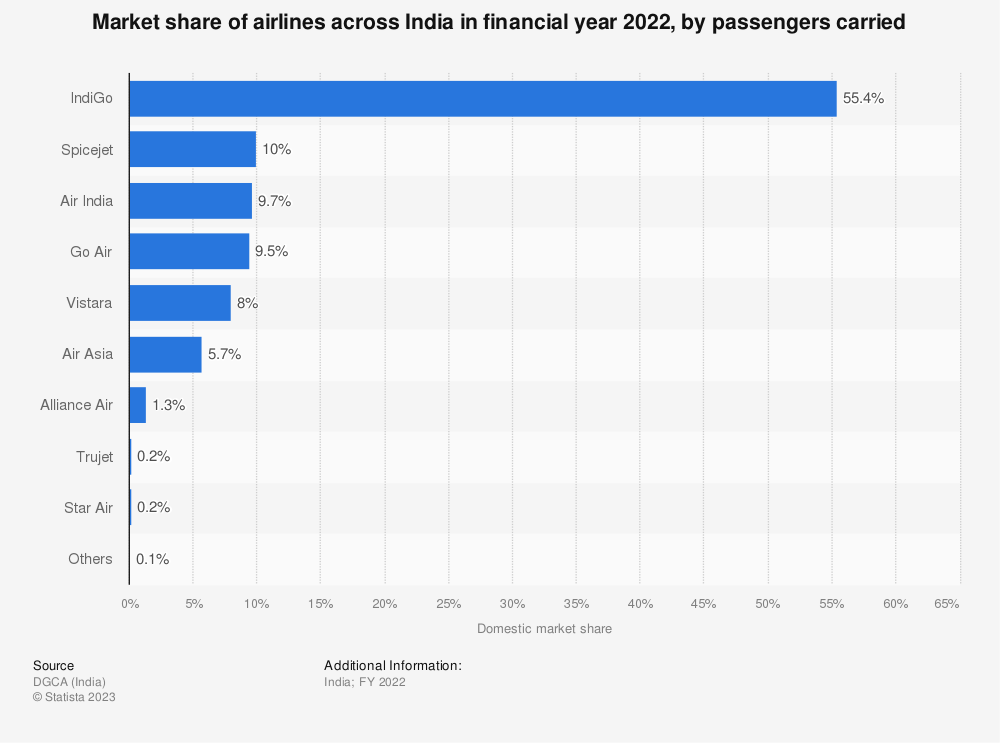 Market share of airlines across India in financial year 2022, by passengers carried
IndiGo 55.4%
Spicejet 10%
Air India 9.7%
Go Air 9.5%
Vistara 8%
Air Asia 5.7%
Alliance Air 1.3%
Trujet 0.2%
Star Air 0.2%
Others 0.1%
0% 5% 10% 15% 20% 25% 30% 35% 40% 45% 50% 55% 60% 65%
Domestic market share
Source
DGCA (India)
© Statista 2023
Additional Information:
India; FY 2022